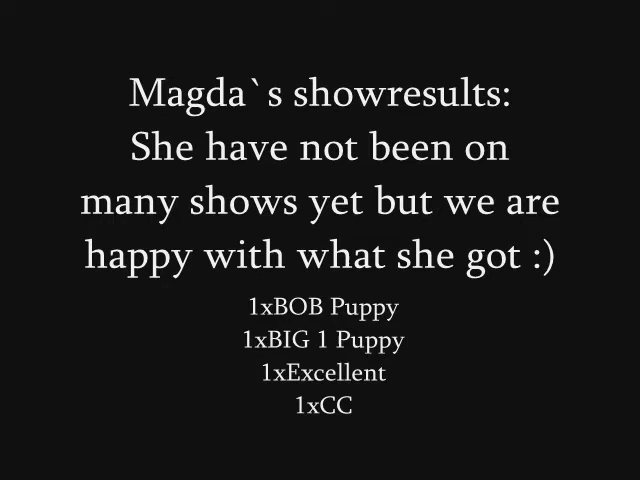 Magda`s showresults:
She have not been on
many shows yet but we are
happy with what she got :)
1xBOB Puppy
1xBIG 1 Puppy
1xExcellent
1xCC